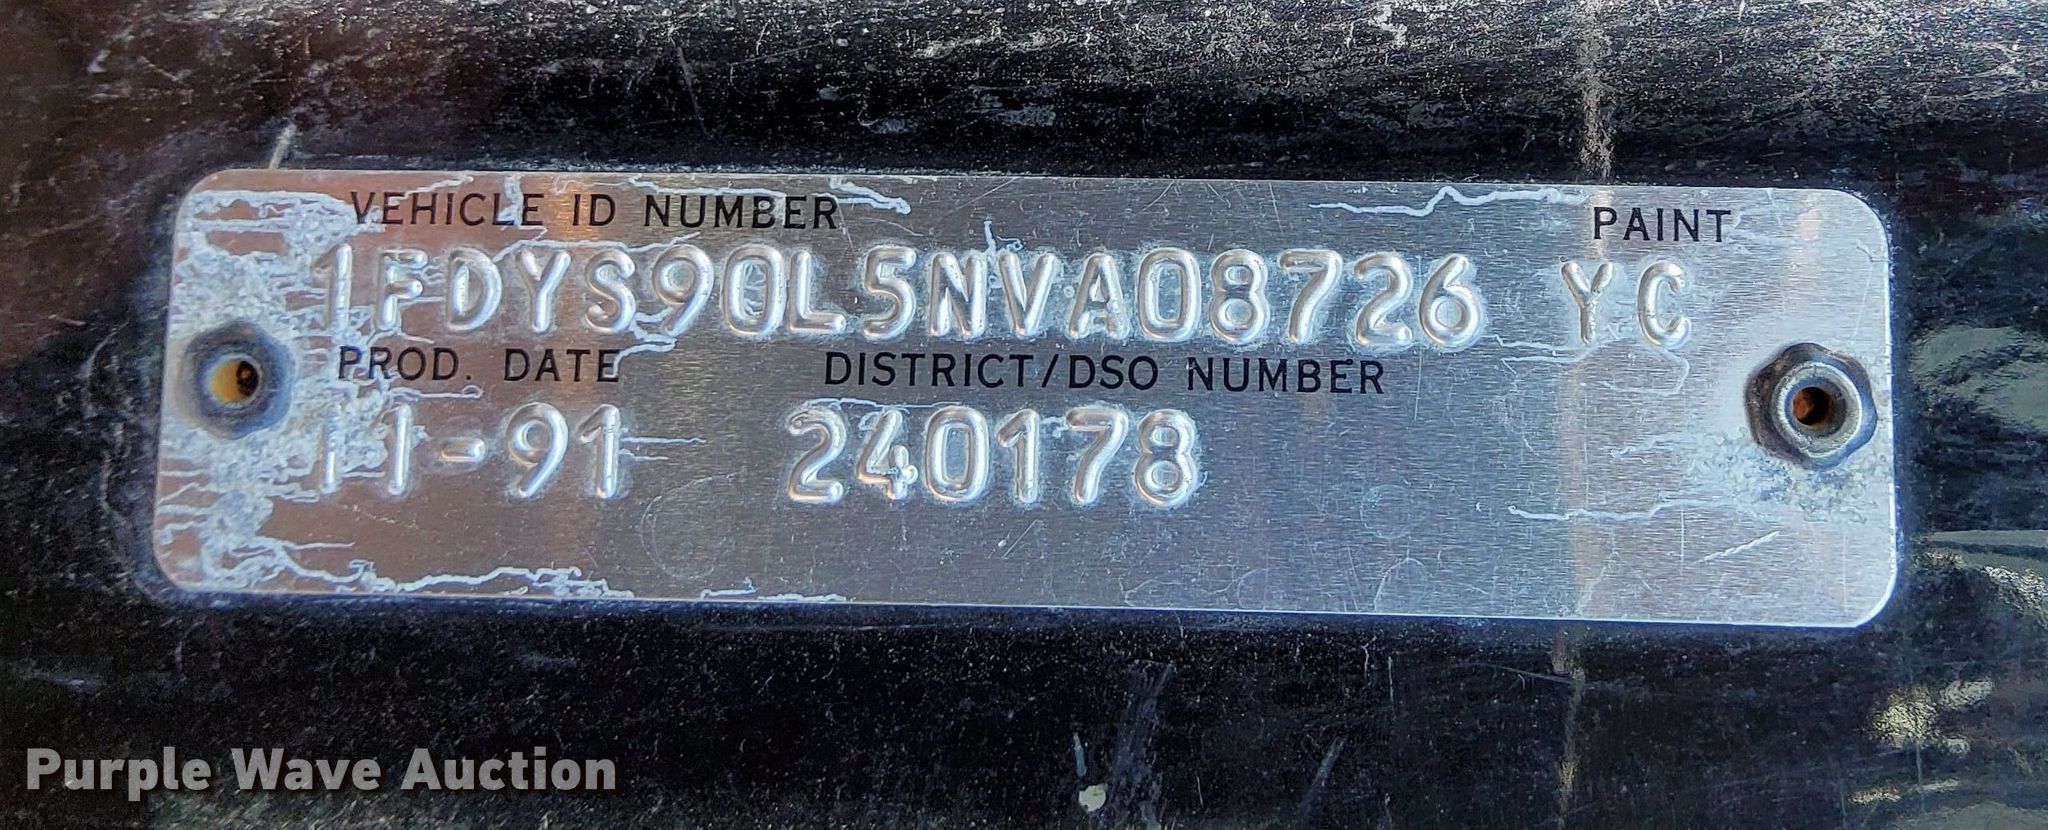 VEHICLE ID NUMBER PAINT
1FDYS90L5NVA08726 YC
PROD. DATE DISTRICT/DSO NUMBER
11-91 240178
Purple Wave Auction